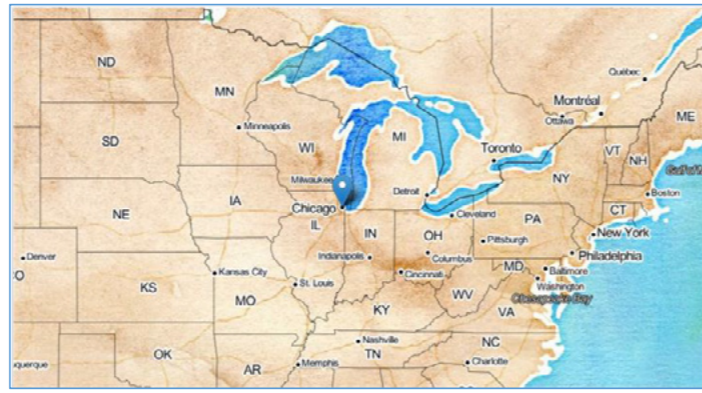 Québec
ND
MN
Montréal
Ottawa
ME
Minneapolis
SD
WI
MI
Toronto
VT
NH
Milwaukee
NY
Boston
IA
Detroit
Chicago
CT
NE
Cleveland
IL
IN
OH
PA
New York
Pittsburgh
Denver
Indianapolis
Columbus
Philadelphia
Kansas City
Cincinnati
MD
Baltimore
O
KS
St. Louis
Washington
MO
WV
Chesapeake Bay
KY
VA
Nashville
NC
OK
TN
uquerque
AR
Memphis
Charlotte